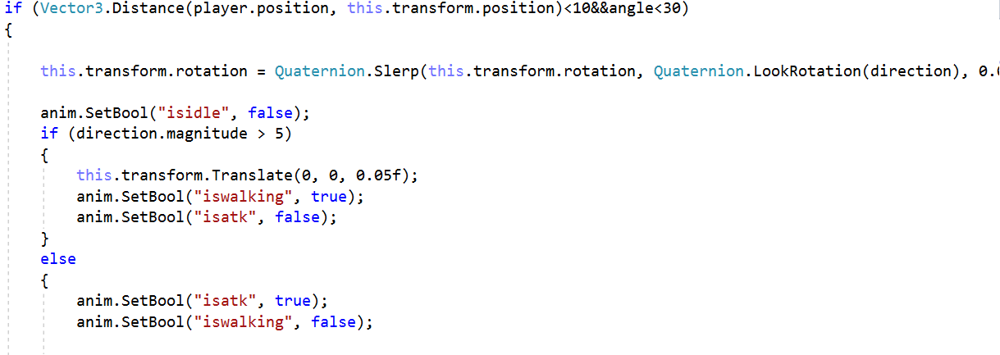 if (Vector3.Distance(player.position, this.transform.position)<10&&angle<30)
{
this.transform.rotation = Quaternion.Slerp(this.transform.rotation, Quaternion.LookRotation(direction), 0.
anim.SetBool("isidle", false);
if (direction.magnitude > 5)
{
this.transform.Translate(0, 0, 0.05f);
anim.SetBool("iswalking", true);
anim.SetBool("isatk", false);
}
else
{
anim.SetBool("isatk", true);
anim.SetBool("iswalking", false);